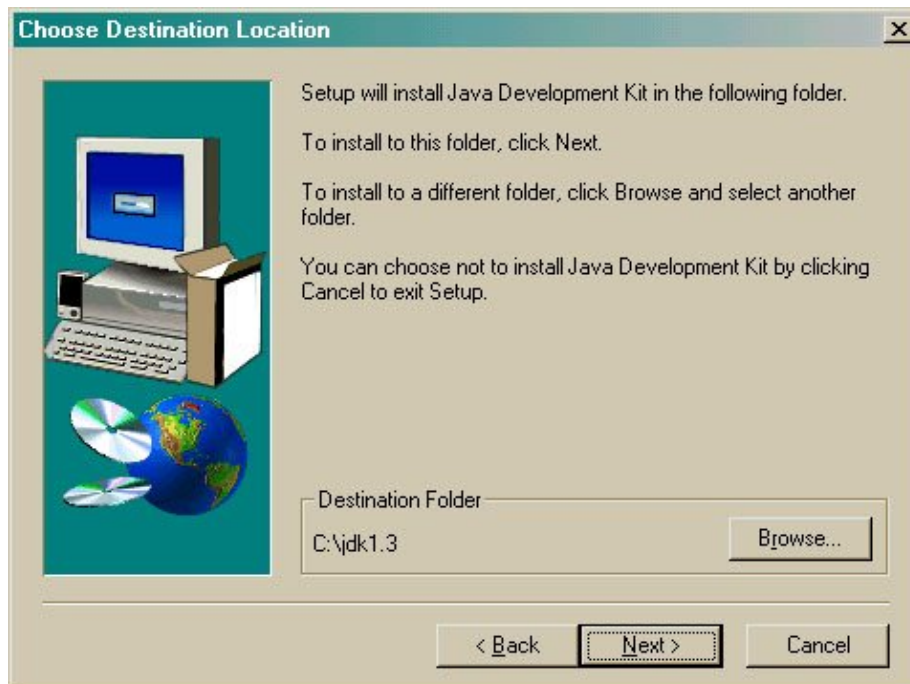 Choose Destination Location
Setup will install Java Development Kit in the following folder.
To install to this folder, click Next.
To install to a different folder, click Browse and select another
folder.
You can choose not to install Java Development Kit by clicking
Cancel to exit Setup.
Destination Folder
C:\jdk1.3
Browse...
< Back
Next >
Cancel